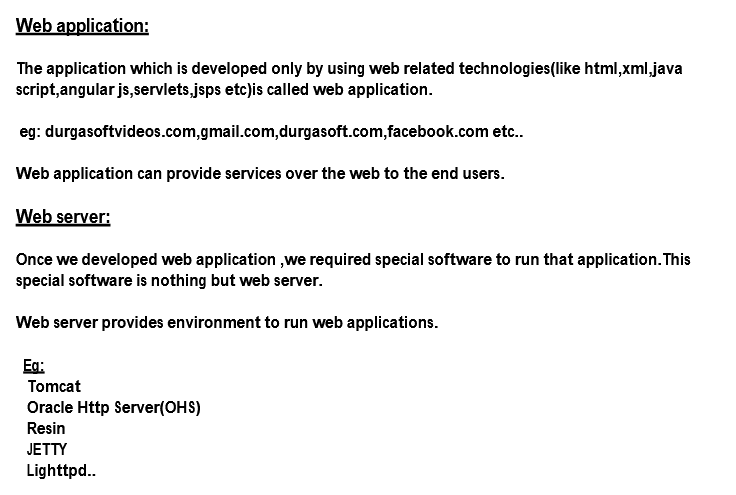 Web application:
The application which is developed only by using web related technologies(like html,xml,java
script,angular js,servlets,jsps etc)is called web application.
eg: durgasoftvideos.com,gmail.com,durgasoft.com,facebook.com etc..
Web application can provide services over the web to the end users.
Web server:
Once we developed web application ,we required special software to run that application.This
special software is nothing but web server.
Web server provides environment to run web applications.
Eg:
Tomcat
Oracle Http Server(OHS)
Resin
JETTY
Lighttpd..